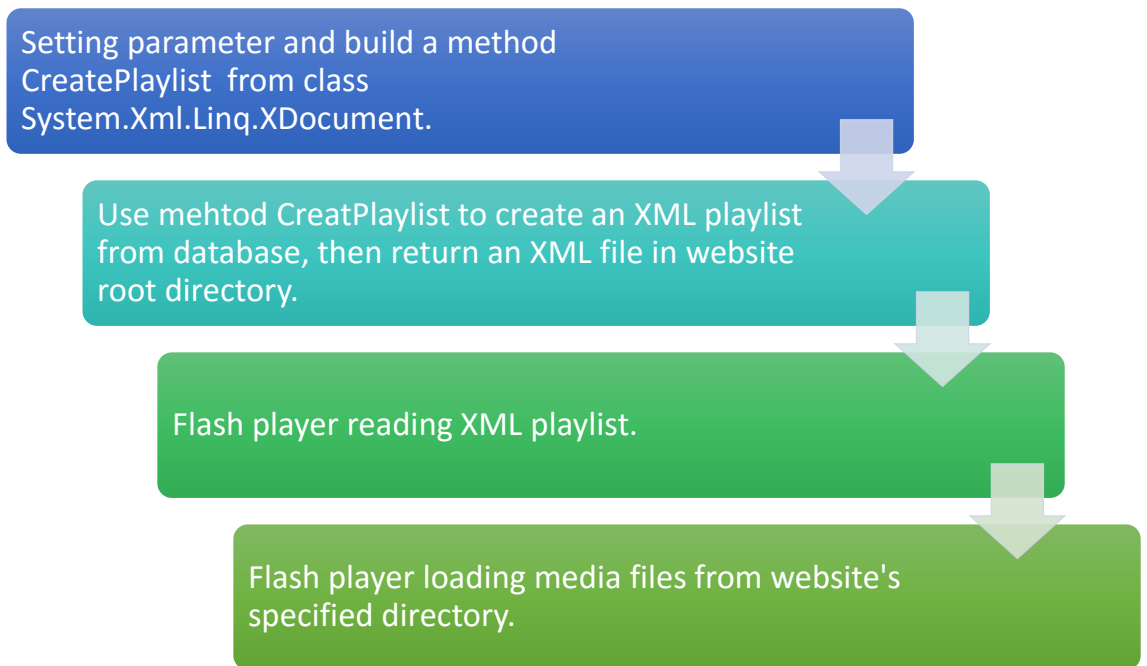 Setting parameter and build a method
CreatePlaylist from class
System.Xml.Linq.XDocument.
Use mehtod CreatPlaylist to create an XML playlist
from database, then return an XML file in website
root directory.
Flash player reading XML playlist.
Flash player loading media files from website's
specified directory.